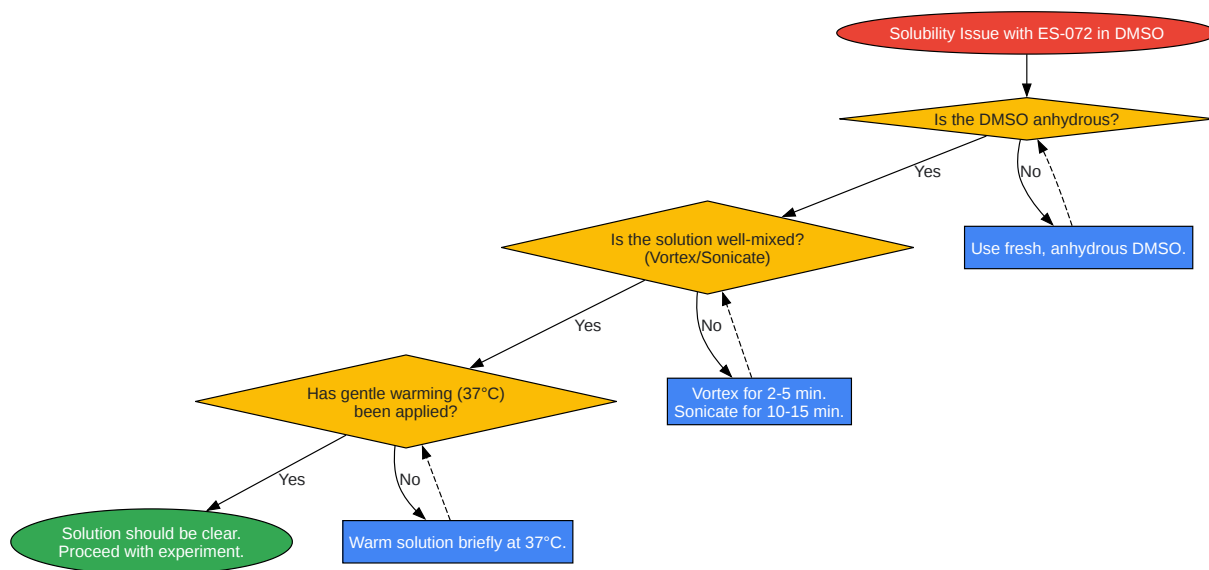 Solubility Issue with ES-072 in DMSO
Is the DMSO anhydrous?
Yes
No
Use fresh, anhydrous DMSO.
Is the solution well-mixed?
(Vortex/Sonicate)
Yes
No
Vortex for 2-5 min.
Sonicate for 10-15 min.
Has gentle warming (37°C)
been applied?
Yes
No
Solution should be clear.
Proceed with experiment.
Warm solution briefly at 37°C.